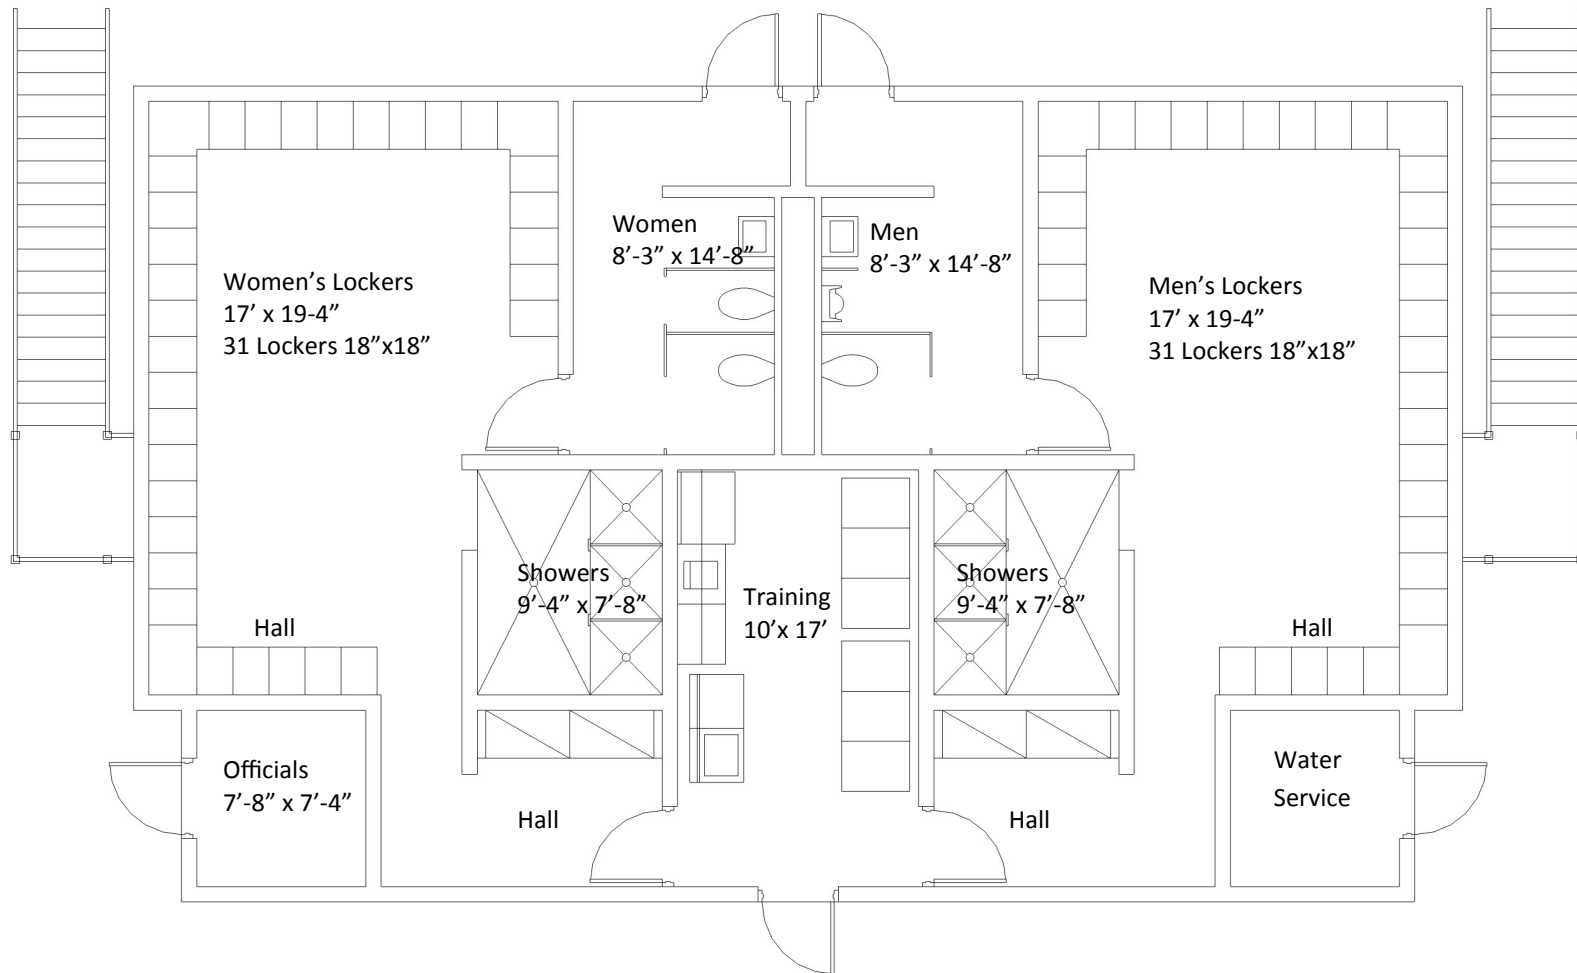 Women
8’-3” x 14’-8”
Men
8’-3” x 14’-8”
Women’s Lockers
17’ x 19-4”
31 Lockers 18”x18”
Men’s Lockers
17’ x 19-4”
31 Lockers 18”x18”
Showers
9’-4” x 7’-8”
Training
10’x 17’
Showers
9’-4” x 7’-8”
Hall
Hall
Officials
7’-8” x 7’-4”
Water
Service
Hall
Hall